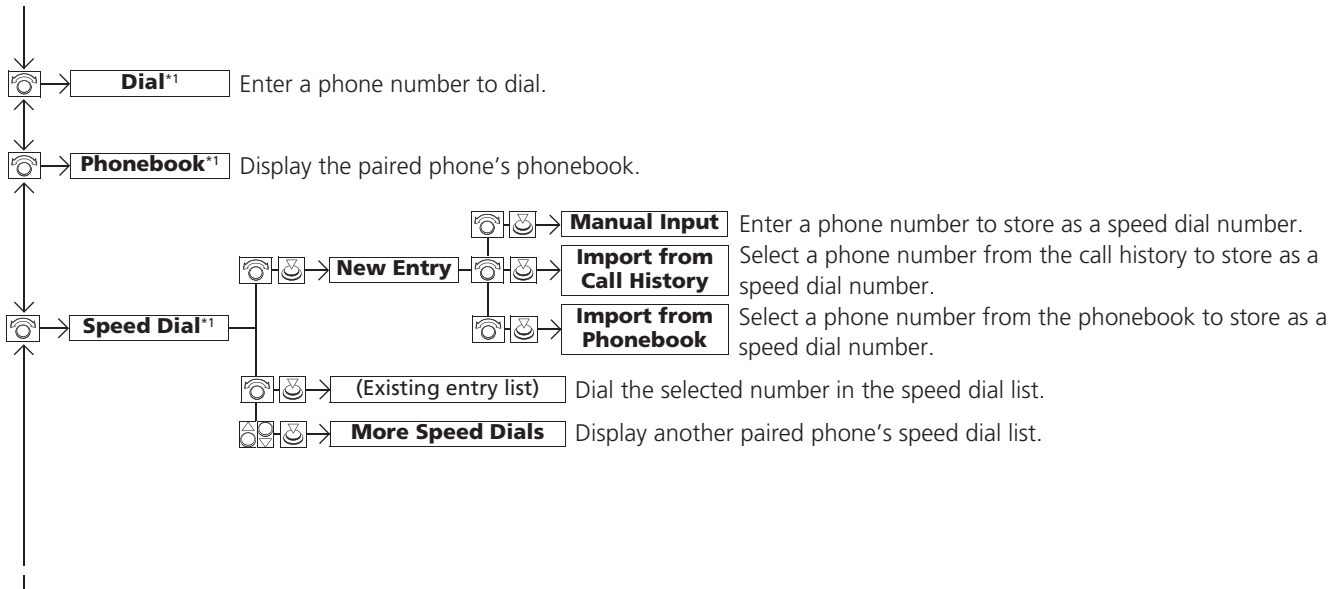 Dial*1 Enter a phone number to dial.
Phonebook*1 Display the paired phone's phonebook.
Manual Input Enter a phone number to store as a speed dial number.
New Entry
Import from Call History Select a phone number from the call history to store as a
speed dial number.
Speed Dial*1
Import from Phonebook Select a phone number from the phonebook to store as a
speed dial number.
(Existing entry list) Dial the selected number in the speed dial list.
More Speed Dials Display another paired phone's speed dial list.